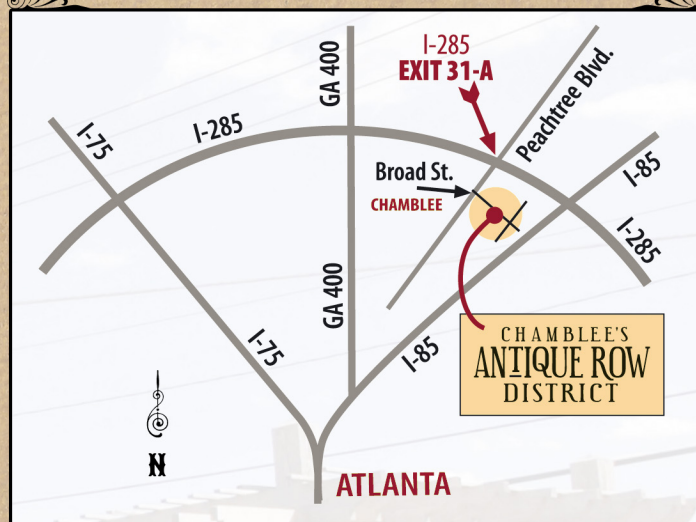 I-285
EXIT 31-A
GA 400
Peachtree Blvd.
I-75
I-285
Broad St.
CHAMBLEE
I-85
I-285
GA 400
I-75
I-85
CHAMBLEE'S
ANTIQUE ROW
DISTRICT
N
ATLANTA